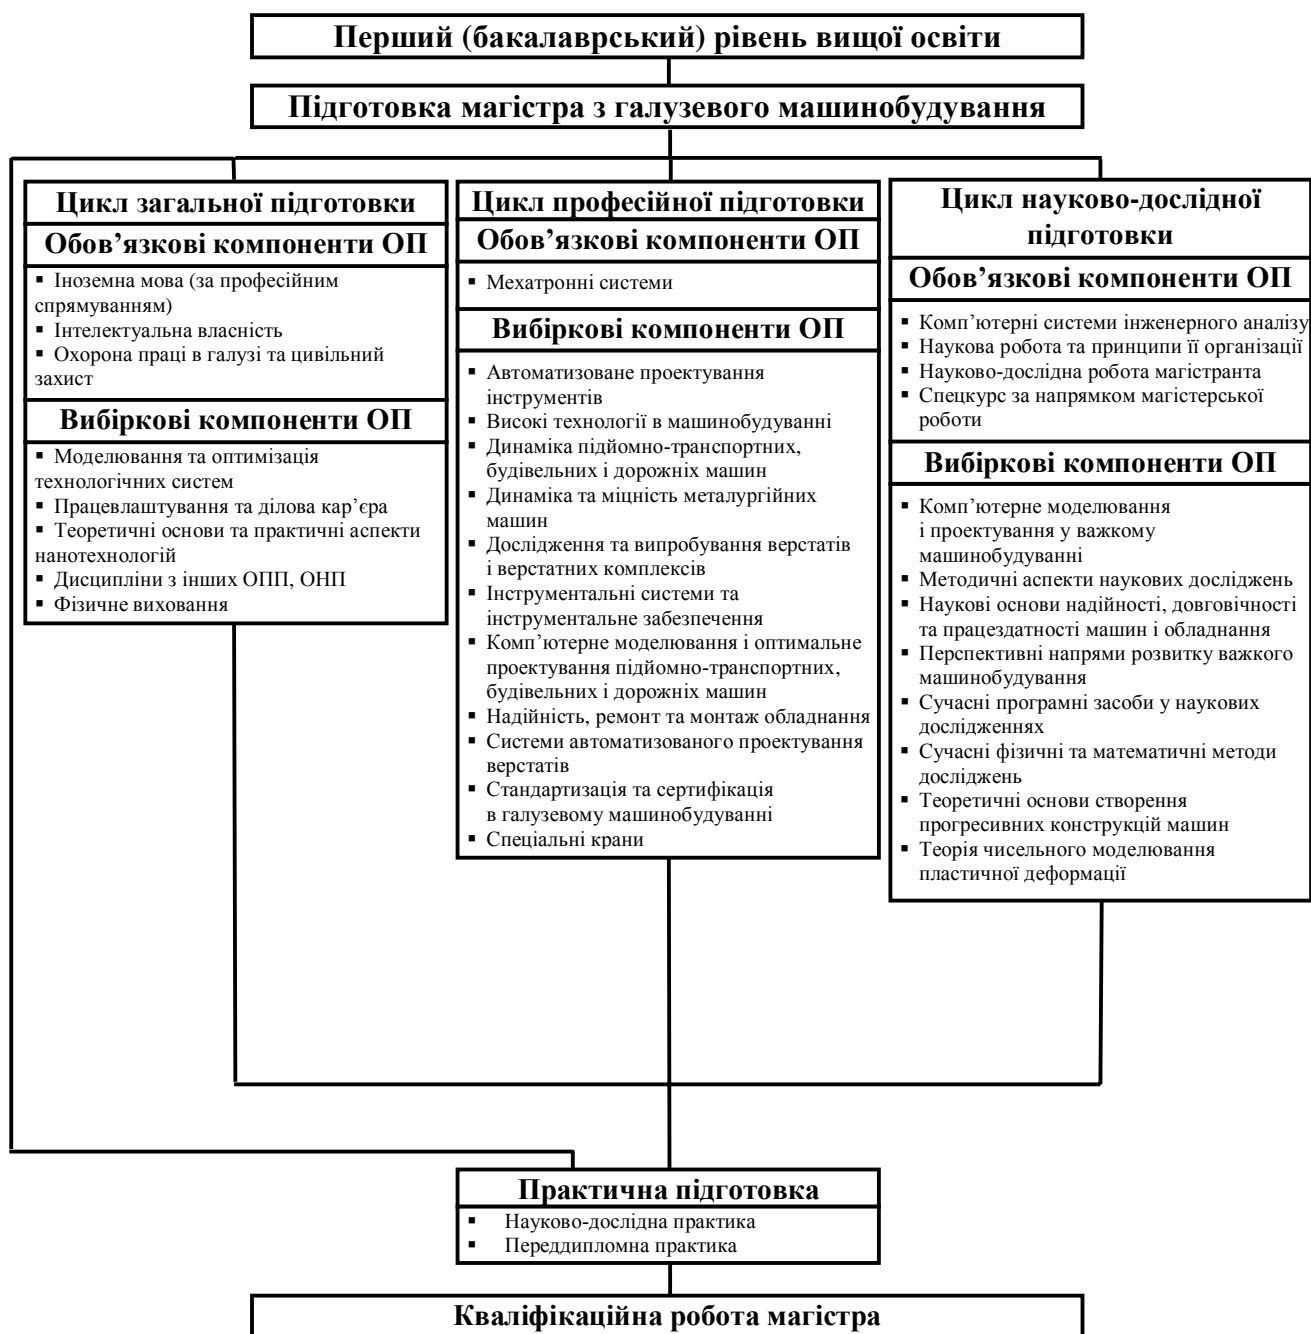 Перший (бакалаврський) рівень вищої освіти
Підготовка магістра з галузевого машинобудування
Цикл загальної підготовки
Обов’язкові компоненти ОП
▪ Іноземна мова (за професійним
спрямуванням)
▪ Інтелектуальна власність
▪ Охорона праці в галузі та цивільний
захист
Вибіркові компоненти ОП
▪ Моделювання та оптимізація
технологічних систем
▪ Працевлаштування та ділова кар’єра
▪ Теоретичні основи та практичні аспекти
нанотехнологій
▪ Дисципліни з інших ОПП, ОНП
▪ Фізичне виховання
Цикл професійної підготовки
Обов’язкові компоненти ОП
▪ Мехатронні системи
Вибіркові компоненти ОП
▪ Автоматизоване проектування
інструментів
▪ Високі технології в машинобудуванні
▪ Динаміка підйомно-транспортних,
будівельних і дорожніх машин
▪ Динаміка та міцність металургійних
машин
▪ Дослідження та випробування верстатів
і верстатних комплексів
▪ Інструментальні системи та
інструментальне забезпечення
▪ Комп’ютерне моделювання і оптимальне
проектування підйомно-транспортних,
будівельних і дорожніх машин
▪ Надійність, ремонт та монтаж обладнання
▪ Системи автоматизованого проектування
верстатів
▪ Стандартизація та сертифікація
в галузевому машинобудуванні
▪ Спеціальні крани
Цикл науково-дослідної
підготовки
Обов’язкові компоненти ОП
▪ Комп’ютерні системи інженерного аналізу
▪ Наукова робота та принципи її організації
▪ Науково-дослідна робота магістранта
▪ Спецкурс за напрямком магістерської
роботи
Вибіркові компоненти ОП
▪ Комп’ютерне моделювання
і проектування у важкому
машинобудуванні
▪ Методичні аспекти наукових досліджень
▪ Наукові основи надійності, довговічності
та працездатності машин і обладнання
▪ Перспективні напрями розвитку важкого
машинобудування
▪ Сучасні програмні засоби у наукових
дослідженнях
▪ Сучасні фізичні та математичні методи
досліджень
▪ Теоретичні основи створення
прогресивних конструкцій машин
▪ Теорія чисельного моделювання
пластичної деформації
Практична підготовка
▪ Науково-дослідна практика
▪ Переддипломна практика
Кваліфікаційна робота магістра